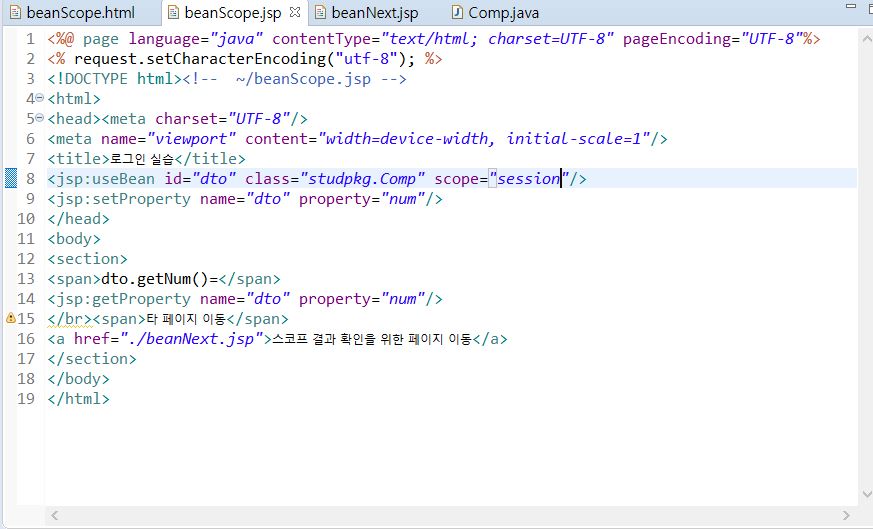 beanScope.html beanScope.jsp beanNext.jsp Comp.java
1 <%@ page language="java" contentType="text/html; charset=UTF-8" pageEncoding="UTF-8"%>
2 <% request.setCharacterEncoding("utf-8"); %>
3 <!DOCTYPE html><!--  ~/beanScope.jsp -->
4 <html>
5 <head><meta charset="UTF-8"/>
6 <meta name="viewport" content="width=device-width, initial-scale=1"/>
7 <title>로그인 실습</title>
8 <jsp:useBean id="dto" class="studpkg.Comp" scope="session"/>
9 <jsp:setProperty name="dto" property="num"/>
10 </head>
11 <body>
12 <section>
13 <span>dto.getNum()=</span>
14 <jsp:getProperty name="dto" property="num"/>
15 </br><span>타 페이지 이동</span>
16 <a href="./beanNext.jsp">스코프 결과 확인을 위한 페이지 이동</a>
17 </section>
18 </body>
19 </html>